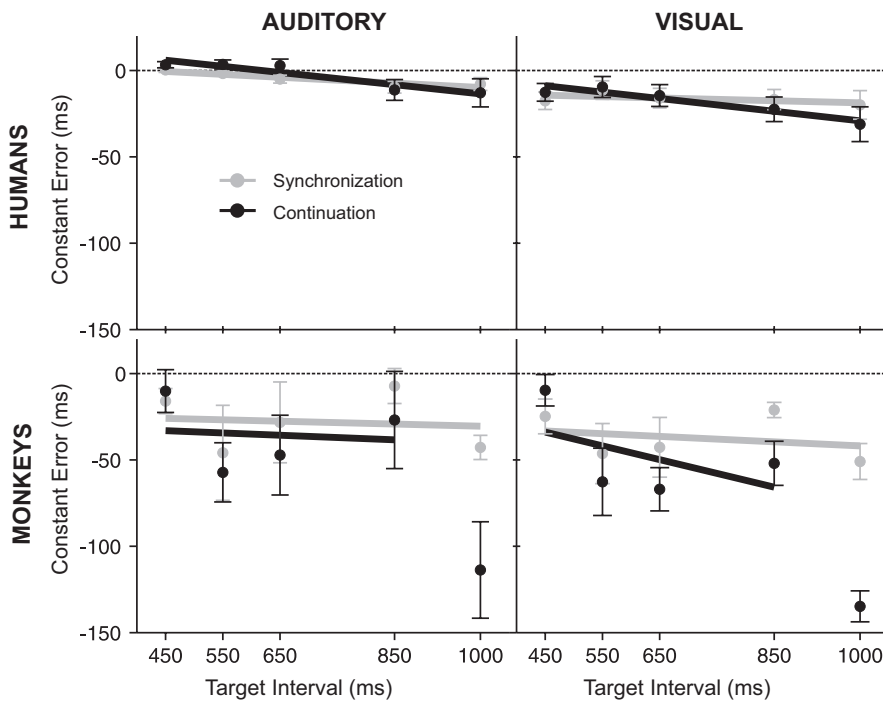 AUDITORY VISUAL
HUMANS
Constant Error (ms)
0
-50
-100
-150
Synchronization
Continuation
MONKEYS
Constant Error (ms)
0
-50
-100
-150
450 550 650 850 1000 450 550 650 850 1000
Target Interval (ms) Target Interval (ms)